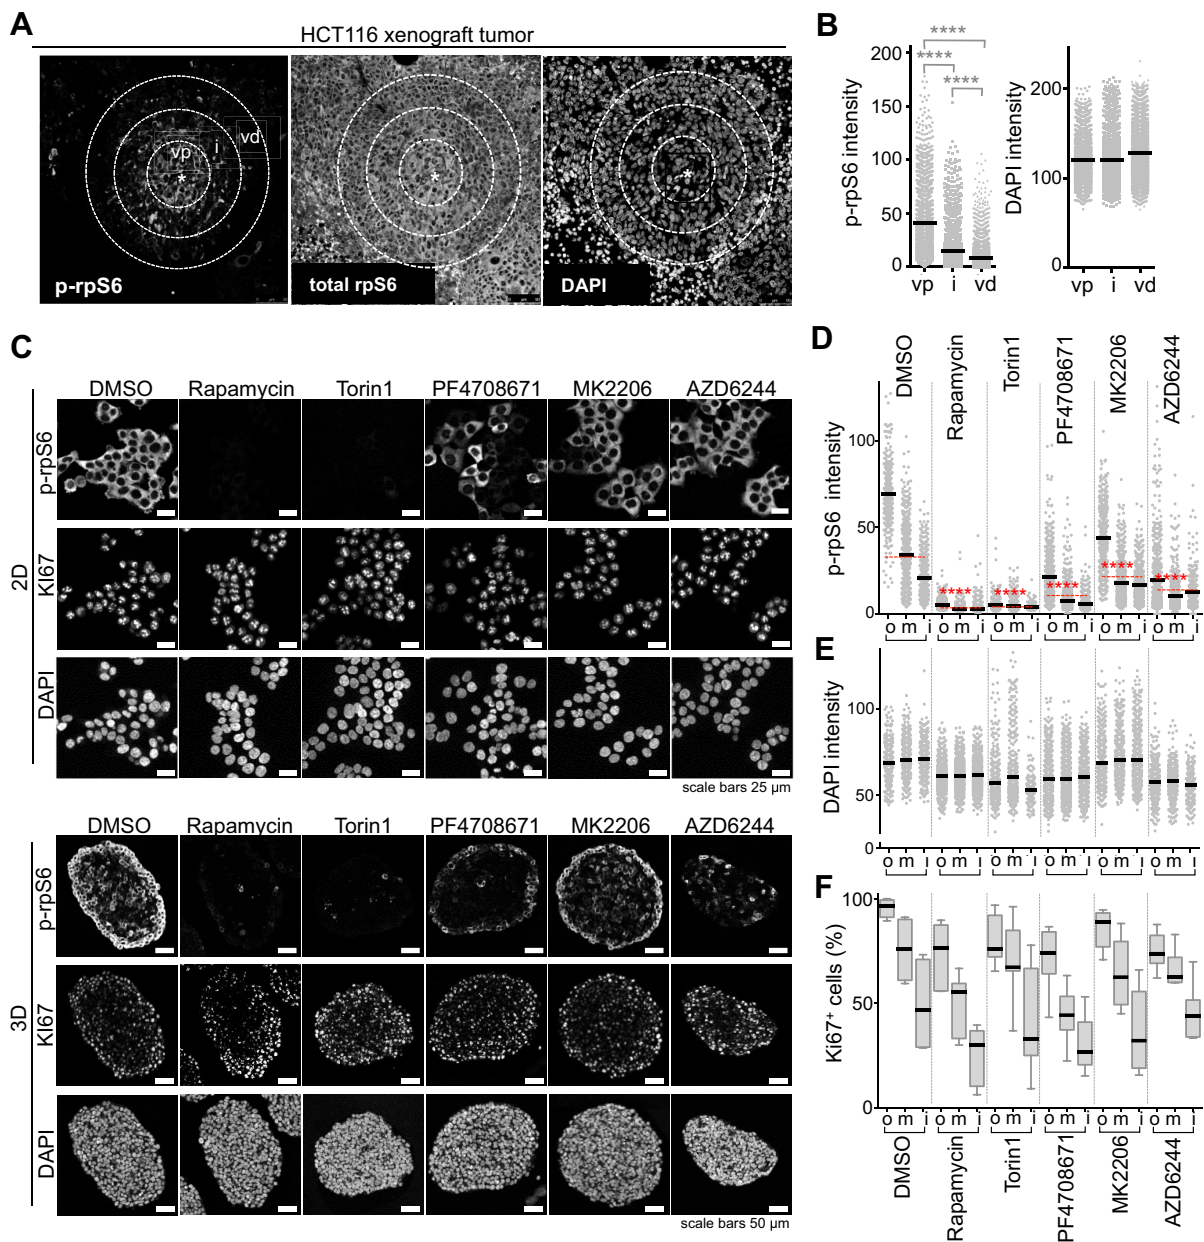 A
HCT116 xenograft tumor
vp
i
vd
*
*
*
p-rpS6
total rpS6
DAPI
B
p-rpS6 intensity
200
150
100
50
0
****
****
****
vp i vd
DAPI intensity
200
100
0
vp i vd
C
2D
DMSO Rapamycin Torin1 PF4708671 MK2206 AZD6244
p-rpS6
KI67
DAPI
scale bars 25 µm
3D
DMSO Rapamycin Torin1 PF4708671 MK2206 AZD6244
p-rpS6
KI67
DAPI
scale bars 50 µm
D
DMSO
Rapamycin
Torin1
PF4708671
MK2206
AZD6244
p-rpS6 intensity
100
50
0
**** **** **** **** ****
o m i o m i o m i o m i o m i o m i
E
DAPI intensity
100
50
0
o m i o m i o m i o m i o m i o m i
F
Ki67+ cells (%)
100
50
0
o m i o m i o m i o m i o m i o m i
DMSO
Rapamycin
Torin1
PF4708671
MK2206
AZD6244